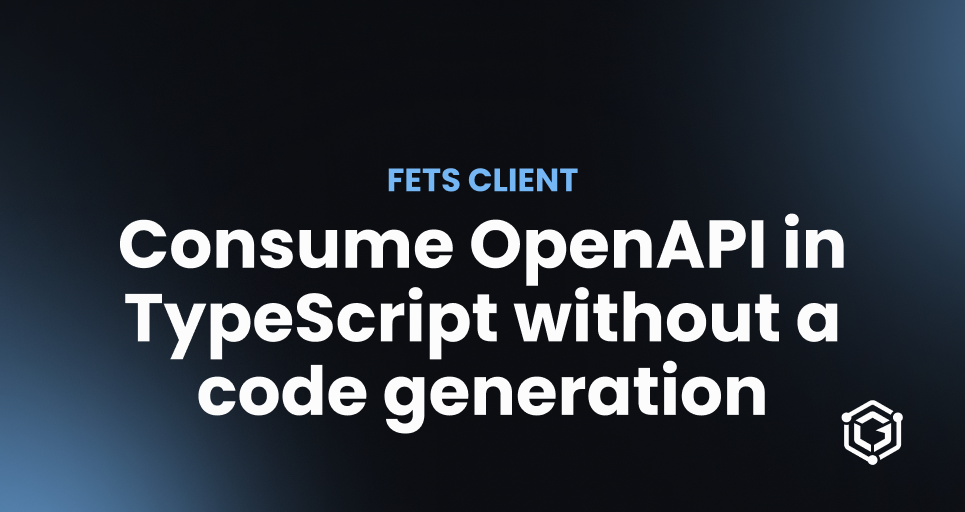 FETS CLIENT
Consume OpenAPI in
TypeScript without a
code generation